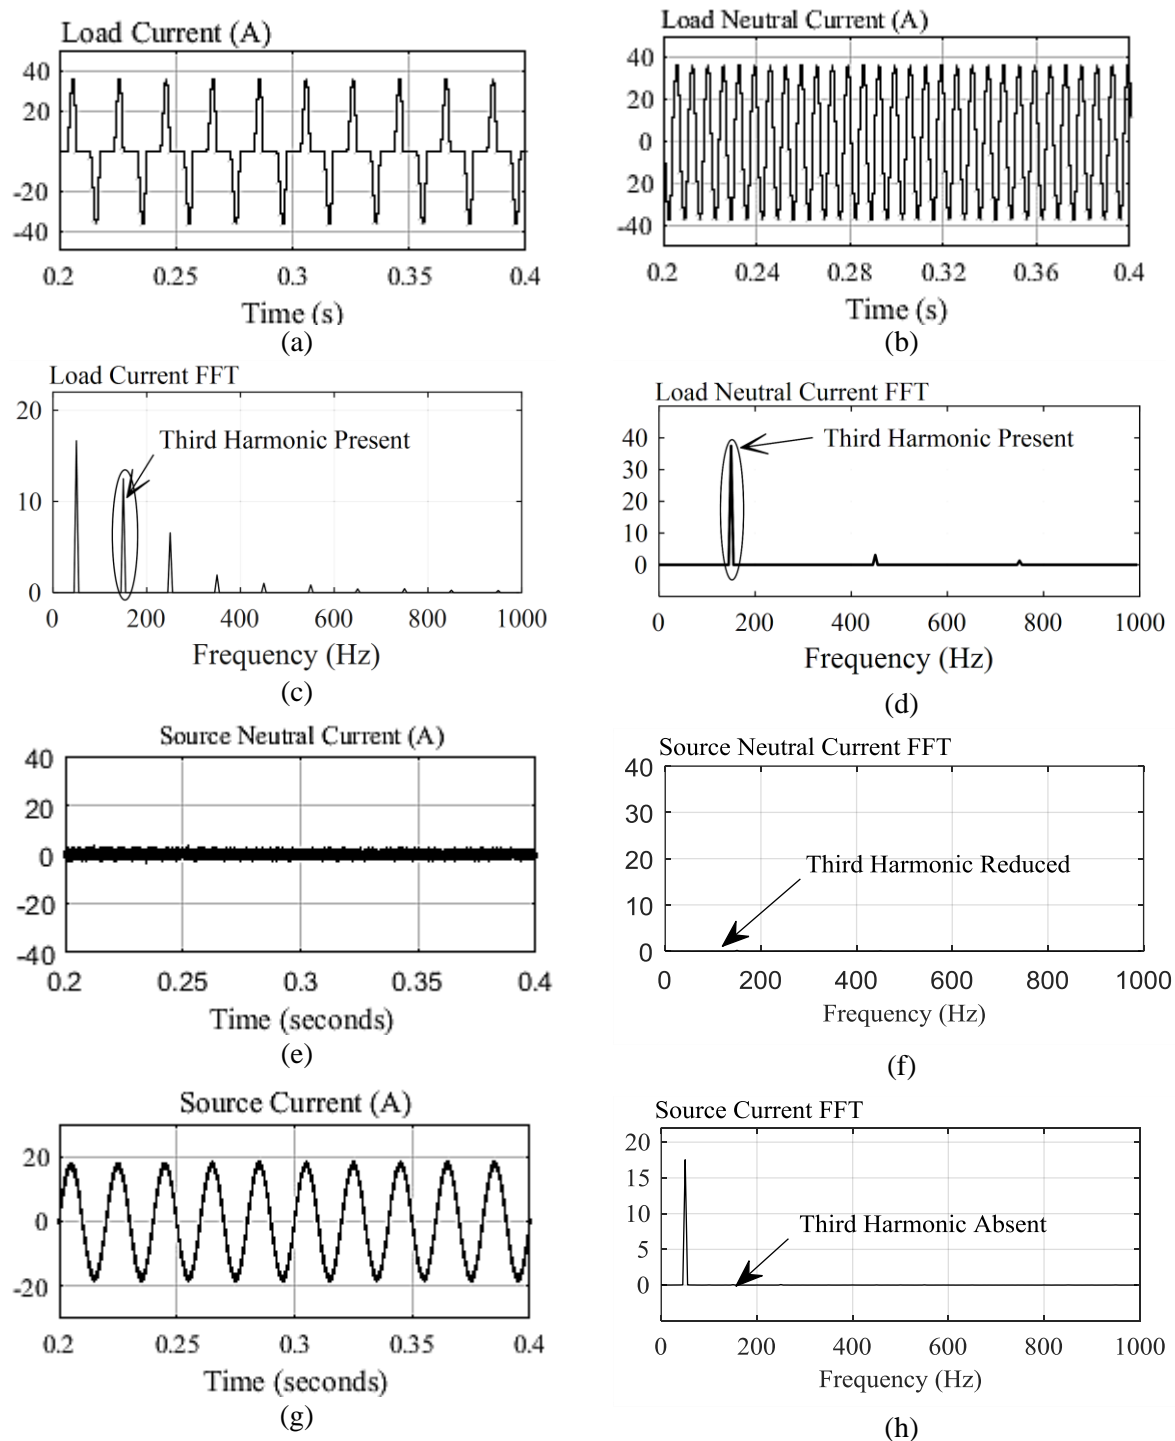 Load Current (A)
40
20
0
-20
-40
0.2 0.25 0.3 0.35 0.4
Time (s)
(a)
Load Neutral Current (A)
40
20
0
20
-40
0.2 0.24 0.28 0.32 0.36 0.4
Time (s)
(b)
Load Current FFT
20
10
0
Third Harmonic Present
0 200 400 600 800 1000
Frequency (Hz)
(c)
Load Neutral Current FFT
40
30
20
10
0
Third Harmonic Present
0 200 400 600 800 1000
Frequency (Hz)
(d)
Source Neutral Current (A)
40
20
0
-20
-40
0.2 0.25 0.3 0.35 0.4
Time (seconds)
(e)
Source Neutral Current FFT
40
30
20
10
0
Third Harmonic Reduced
0 200 400 600 800 1000
Frequency (Hz)
(f)
Source Current (A)
20
0
-20
0.2 0.25 0.3 0.35 0.4
Time (seconds)
(g)
Source Current FFT
20
15
10
5
0
Third Harmonic Absent
0 200 400 600 800 1000
Frequency (Hz)
(h)